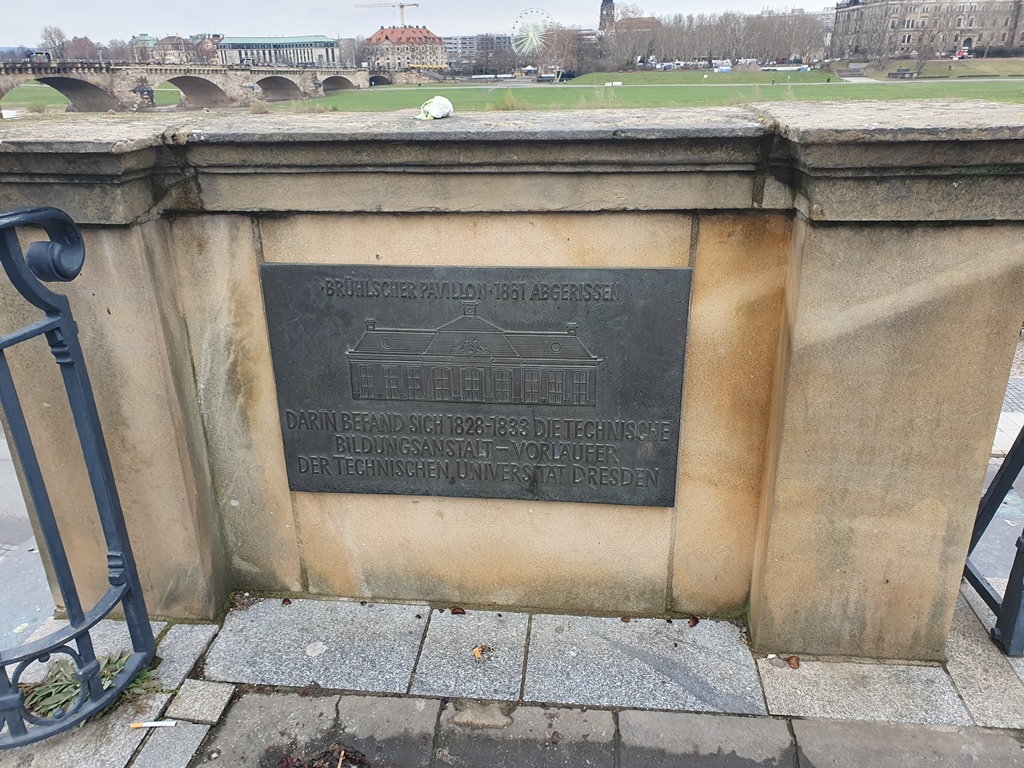 BRÜHLSCHER PAVILLON · 1861 ABGERISSEN
DARIN BEFAND SICH 1828-1833 DIE TECHNISCHE
BILDUNGSANSTALT – VORLÄUFER
DER TECHNISCHEN UNIVERSITÄT DRESDEN